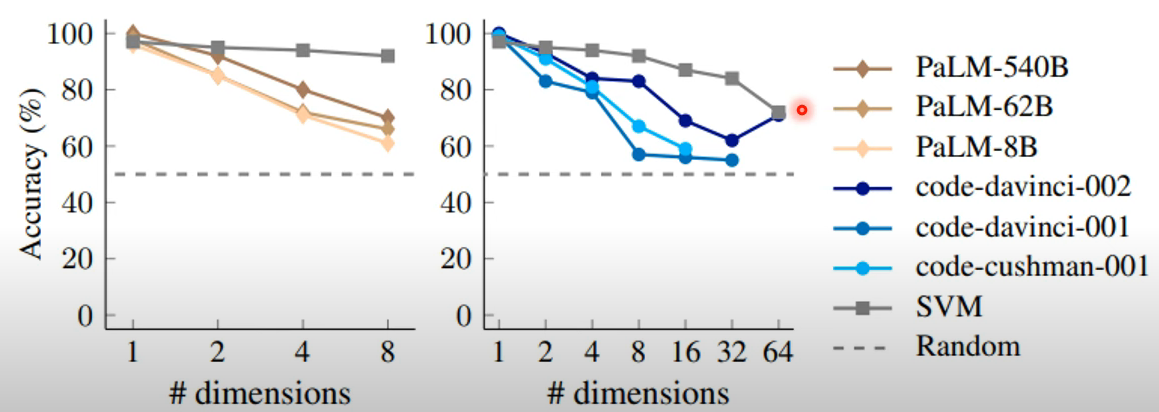 Accuracy (%)
100
80
60
40
20
0
1 2 4 8
# dimensions
100
80
60
40
20
0
1 2 4 8 16 32 64
# dimensions
PaLM-540B
PaLM-62B
PaLM-8B
code-davinci-002
code-davinci-001
code-cushman-001
SVM
Random